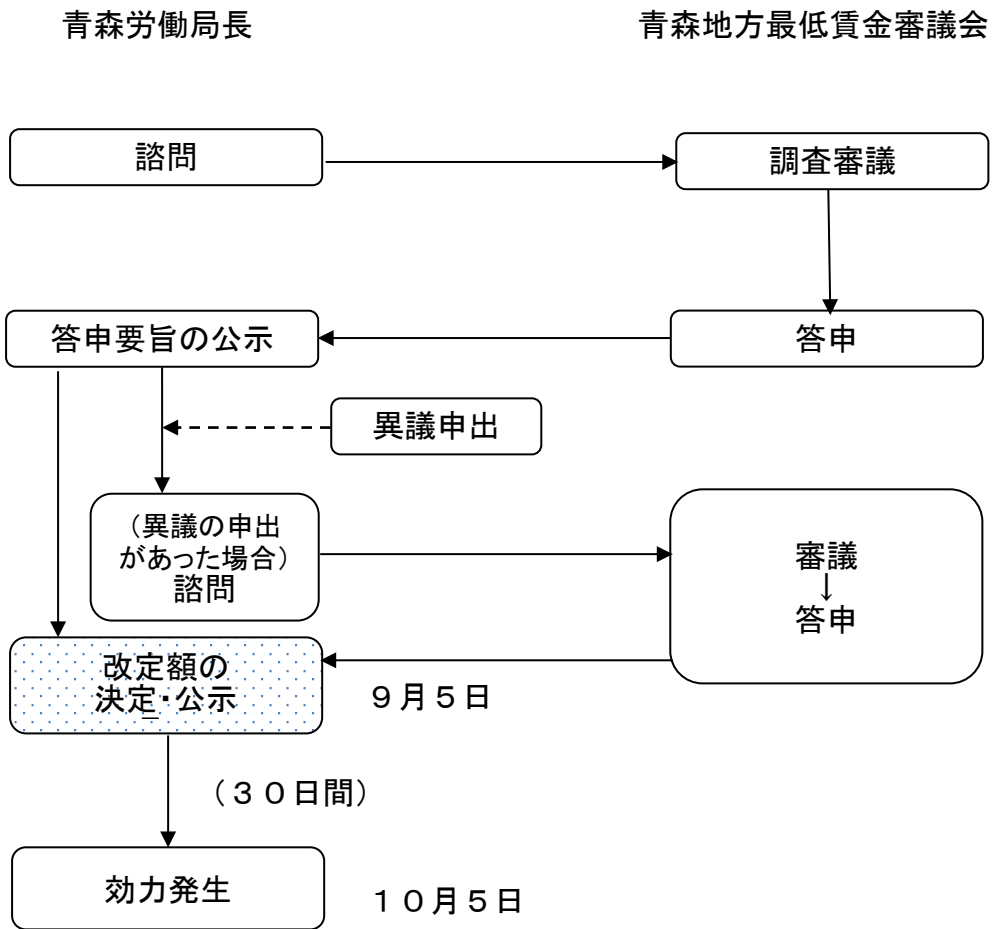 青森労働局長
青森地方最低賃金審議会
諮問
調査審議
答申要旨の公示
答申
異議申出
（異議の申出
があった場合）
諮問
審議
↓
答申
改定額の
決定・公示
９月５日
（３０日間）
効力発生
１０月５日